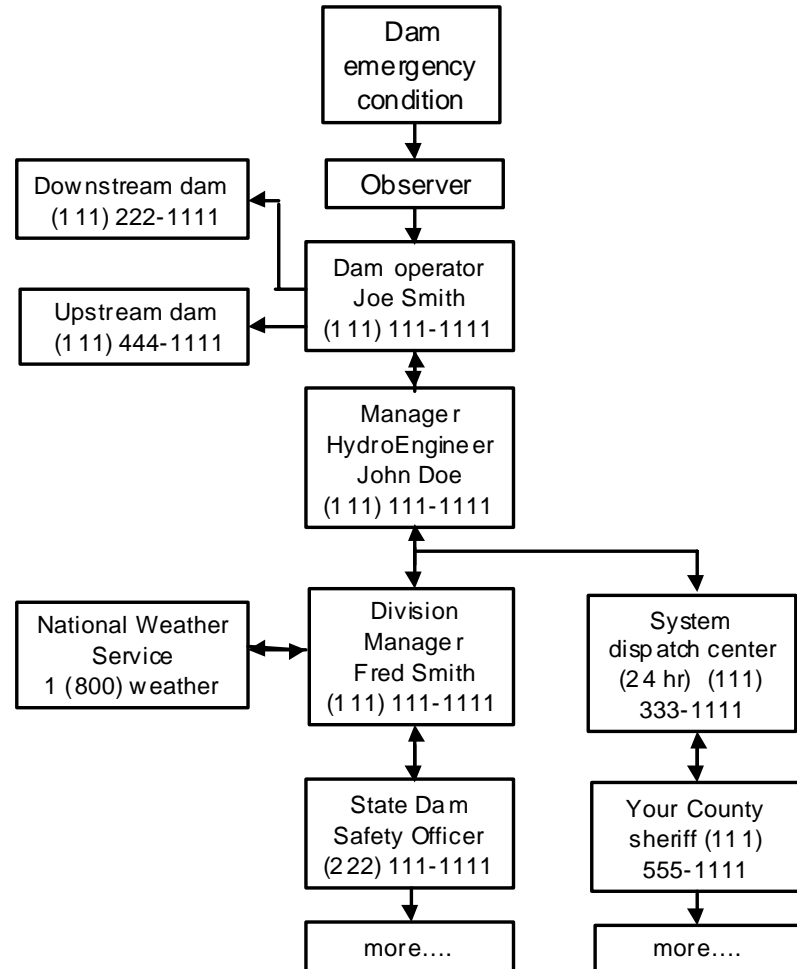 Dam
emergency
condition
Observer
Downstream dam
(111) 222-1111
Dam operator
Joe Smith
(111) 111-1111
Upstream dam
(111) 444-1111
Manager
HydroEngineer
John Doe
(111) 111-1111
National Weather
Service
1 (800) weather
Division
Manager
Fred Smith
(111) 111-1111
System
dispatch center
(24 hr) (111)
333-1111
State Dam
Safety Officer
(222) 111-1111
Your County
sheriff (111)
555-1111
more....
more....